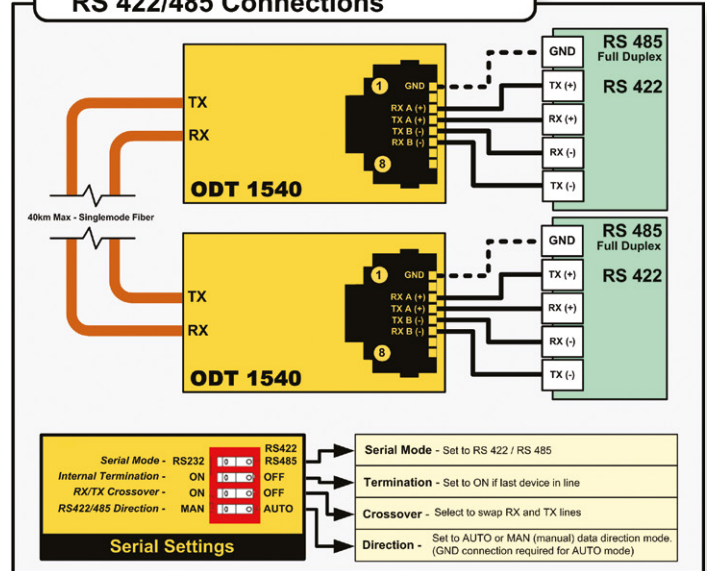 RS 422/485 Connections
TX
RX
1
GND
RX A (+)
TX A (+)
TX B (-)
RX B (-)
8
ODT 1540
GND
TX (+)
RX (+)
RX (-)
TX (-)
RS 485
Full Duplex
RS 422
40km Max - Singlemode Fiber
TX
RX
1
GND
RX A (+)
TX A (+)
TX B (-)
RX B (-)
8
ODT 1540
GND
TX (+)
RX (+)
RX (-)
TX (-)
RS 485
Full Duplex
RS 422
Serial Mode - RS232 RS422 RS485
Internal Termination - ON OFF
RX/TX Crossover - ON OFF
RS422/485 Direction - MAN AUTO
Serial Settings
Serial Mode - Set to RS 422 / RS 485
Termination - Set to ON if last device in line
Crossover - Select to swap RX and TX lines
Direction - Set to AUTO or MAN (manual) data direction mode.
(GND connection required for AUTO mode)